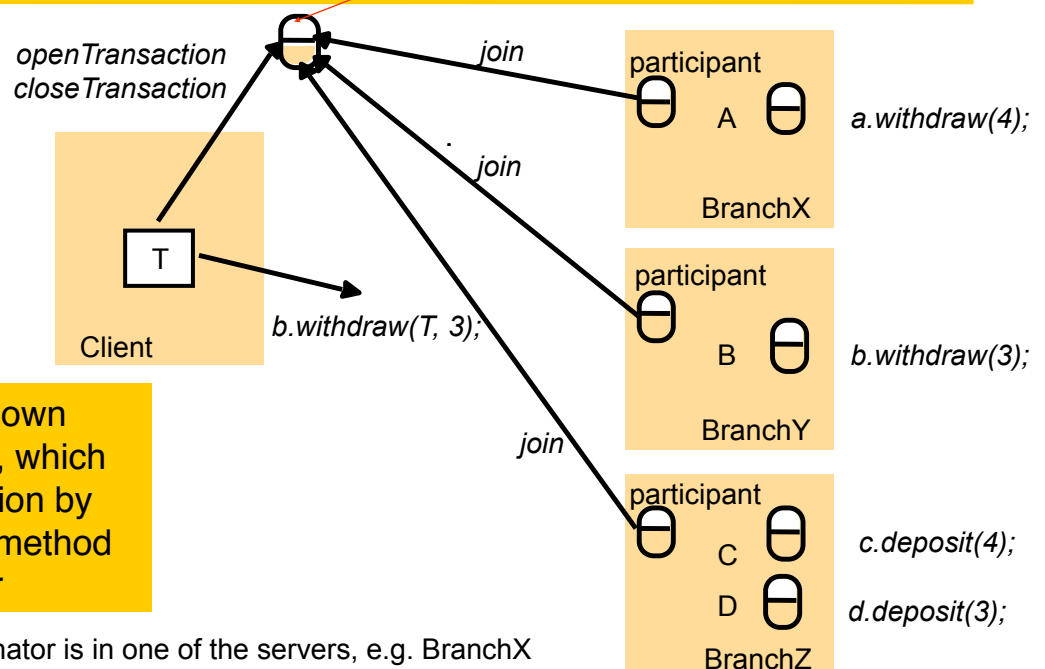 openTransaction
closeTransaction
join
participant
A
a.withdraw(4);
BranchX
join
T
b.withdraw(T, 3);
Client
participant
B
b.withdraw(3);
BranchY
own
, which
ion by
method
join
participant
C
c.deposit(4);
D
d.deposit(3);
BranchZ
nator is in one of the servers, e.g. BranchX